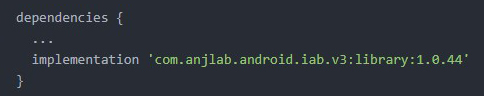 dependencies {
...
implementation 'com.anjlab.android.iab.v3:library:1.0.44'
}